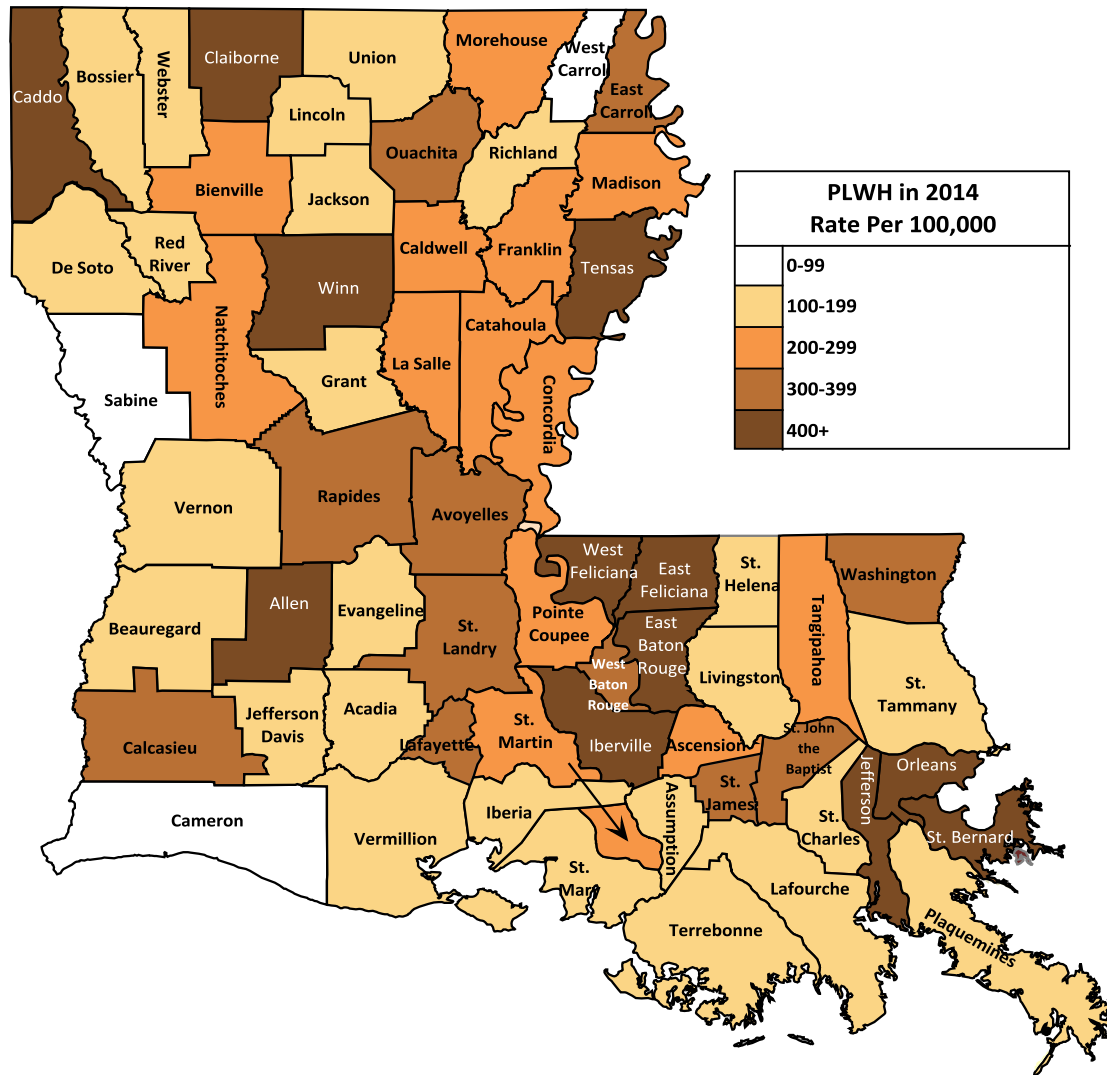 Morehouse
West
Carrol
Claiborne
Union
Bossier
Webster
Caddo
East
Carroll
Lincoln
Ouachita
Richland
Madison
Bienville
Jackson
PLWH in 2014
Rate Per 100,000
0-99
100-199
200-299
300-399
400+
Red
River
De Soto
Caldwell
Franklin
Tensas
Winn
Natchitoches
Catahoula
La Salle
Grant
Sabine
Concordia
Rapides
Vernon
Avoyelles
West
Feliciana
East
Feliciana
St.
Helena
Washington
Allen
Beauregard
Evangeline
St.
Landry
Pointe
Coupee
East
Baton
Rouge
West
Baton
Rouge
Tangipahoa
Livingston
St.
Tammany
Jefferson
Davis
Acadia
Calcasieu
Lafayette
St.
Martin
Iberville
Ascension
St. John
the
Baptist
Jefferson
Orleans
St.
James
Assumption
Cameron
Vermillion
Iberia
St.
Charles
St. Bernard
St.
Mary
Lafourche
Terrebonne
Plaquemines